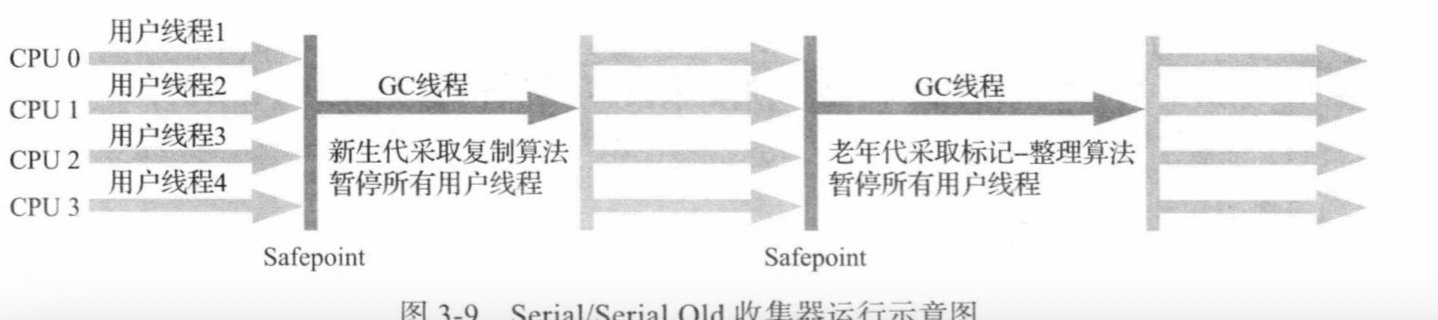 用户线程1
CPU 0
用户线程2
CPU 1
用户线程3
CPU 2
用户线程4
CPU 3
GC线程
新生代采取复制算法
暂停所有用户线程
GC线程
老年代采取标记-整理算法
暂停所有用户线程
Safepoint
Safepoint
图 3-9 Serial/Serial Old 收集器运行示意图